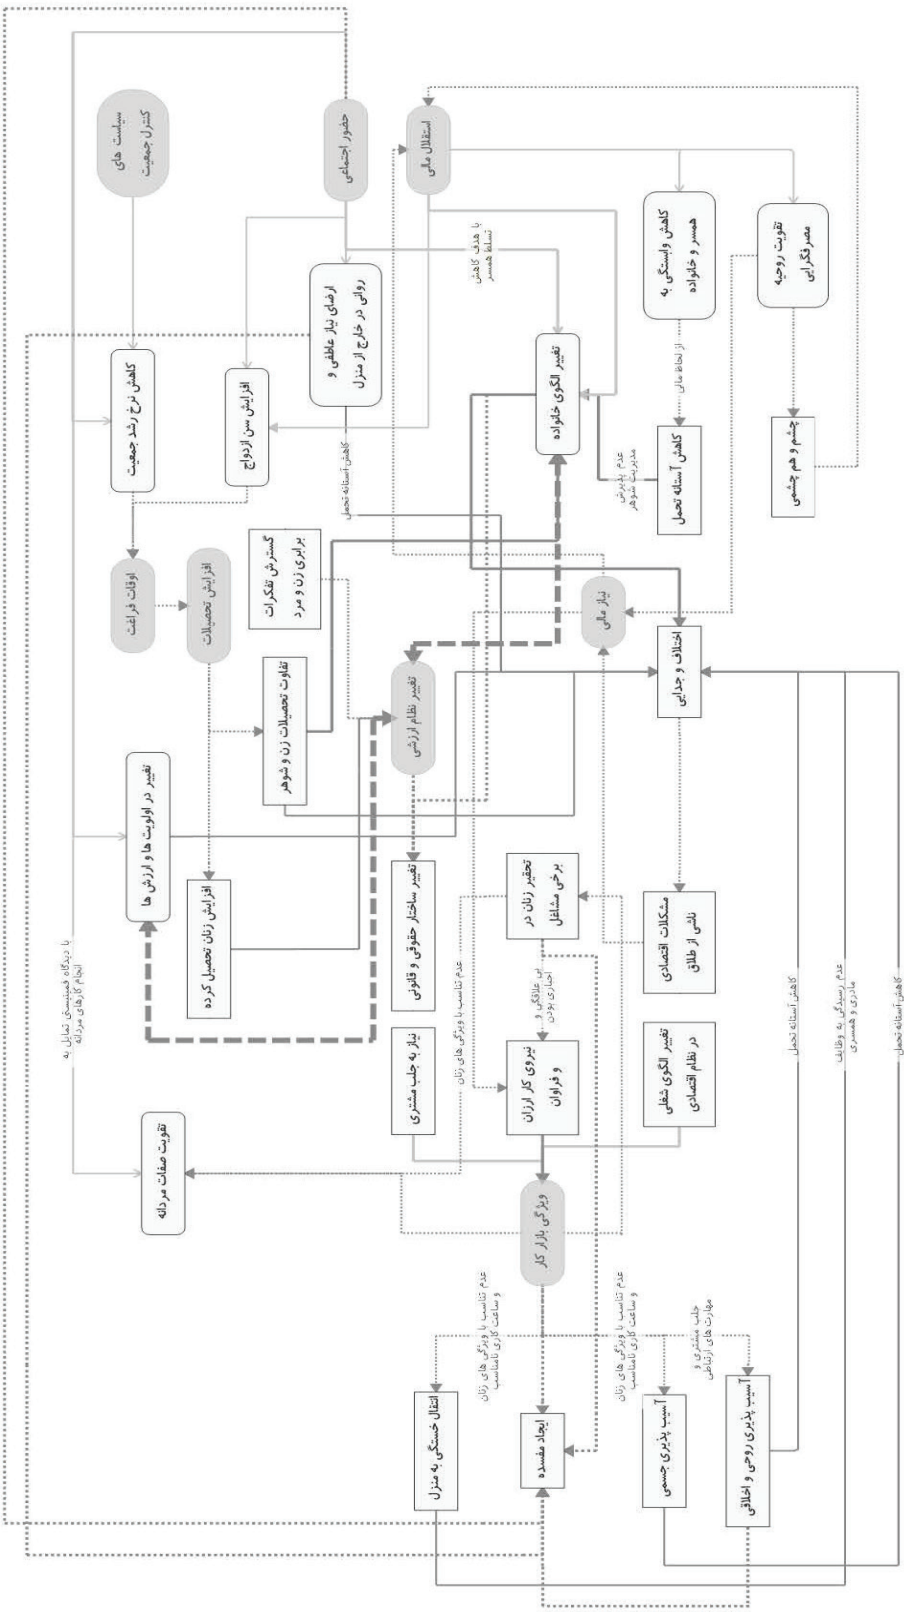 سیاست های
کنترل جمعیت
حضور اجتماعی
استقلال مالی
کاهش وابستگی به
همسر و خانواده
تقویت روحیه
مصرفگرایی
با هدف کاهش
تسلط همسر
ارضای نیاز عاطفی و
روانی در خارج از منزل
کاهش نرخ رشد جمعیت
افزایش سن ازدواج
تغییر الگوی خانواده
از لحاظ مالی
کاهش آستانه تحمل
چشم و هم چشمی
عدم پذیرش
مدیریت شوهر
کاهش آستانه تحمل
اوقات فراغت
افزایش تحصیلات
گسترش تفکرات
برابری زن و مرد
نیاز مالی
تفاوت تحصیلات زن و شوهر
تغییر نظام ارزشی
اختلاف و جدایی
تغییر در اولویت ها و ارزش ها
افزایش زنان تحصیل کرده
تغییر ساختار حقوقی و قانونی
تحقیر زنان در
برخی مشاغل
مشکلات اقتصادی
ناشی از طلاق
با دیدگاه فمینیستی تمایل به
انجام کارهای مردانه
عدم تناسب با ویژگی های زنان
بی علاقگی و
اجباری بودن
نیاز به جلب مشتری
نیروی کار ارزان
و فراوان
تغییر الگوی شغلی
در نظام اقتصادی
کاهش آستانه تحمل
عدم رسیدگی به وظایف
مادری و همسری
کاهش آستانه تحمل
تقویت صفات مردانه
ویژگی بازار کار
عدم تناسب با ویژگی های زنان
و ساعت کاری نامناسب
عدم تناسب با ویژگی های زنان
و ساعت کاری نامناسب
جلب مشتری و
مهارت های ارتباطی
انتقال خستگی به منزل
ایجاد مفسده
آسیب پذیری جسمی
آسیب پذیری روحی و اخلاقی